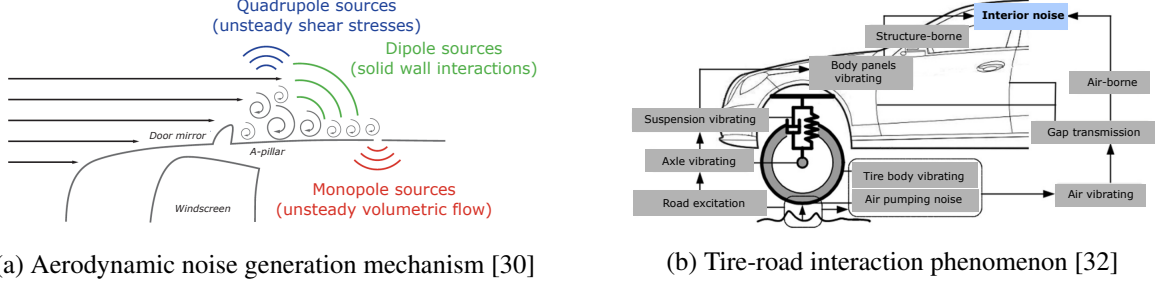 Quadrupole sources
(unsteady shear stresses)
Dipole sources
(solid wall interactions)
Door mirror
A-pillar
Monopole sources
(unsteady volumetric flow)
Windscreen
Interior noise
Structure-borne
Body panels
vibrating
Air-borne
Suspension vibrating
Gap transmission
Axle vibrating
Tire body vibrating
Road excitation
Air pumping noise
Air vibrating
(a) Aerodynamic noise generation mechanism [30]
(b) Tire-road interaction phenomenon [32]